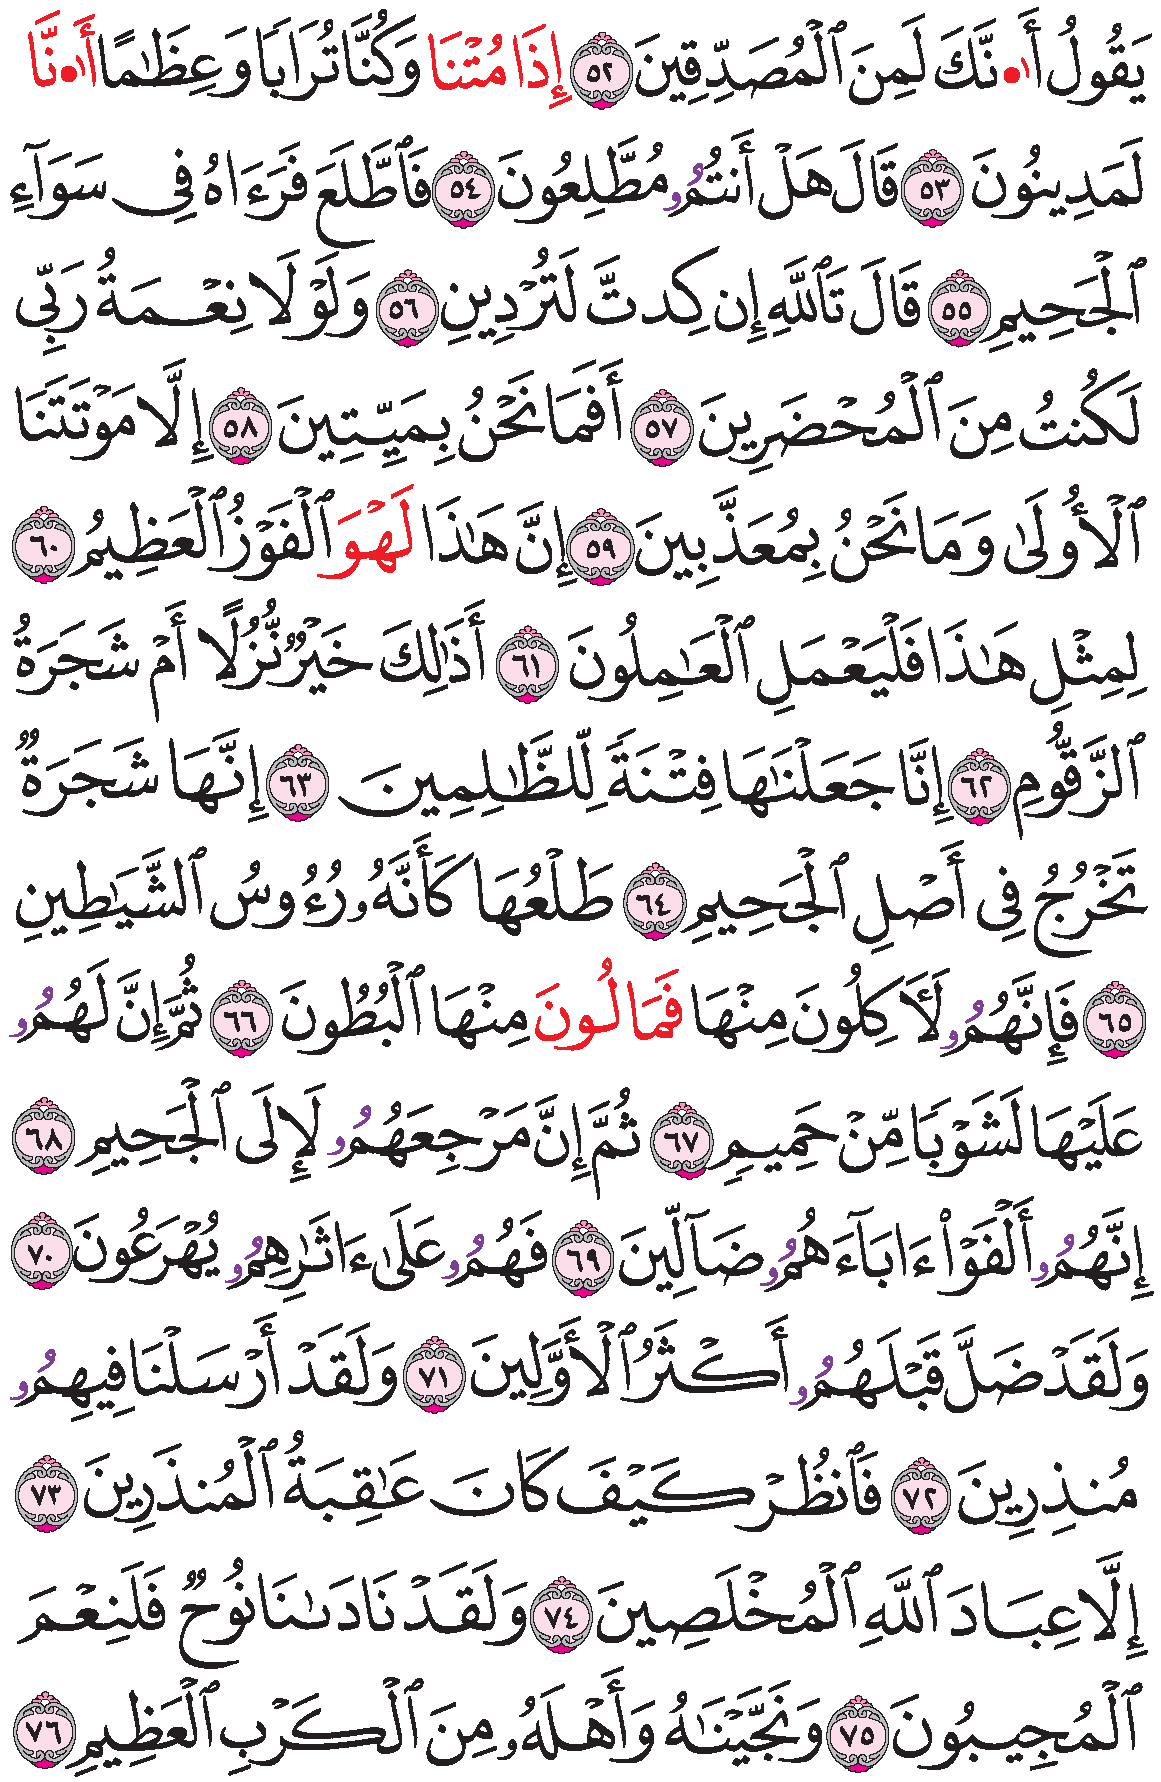 يَقُولُ أَ۟ا۬نَّكَ لَمِنَ ٱلۡمُصَدِّقِينَ ٥٢ إِذَا مُتۡنَا وَكُنَّا تُرَابٗا وَعِظَٰمًا أَ۟ا۬نَّا
لَمَدِينُونَ ٥٣ قَالَ هَلۡ أَنتُمُۥ مُطَّلِعُونَ ٥٤ فَٱطَّلَعَ فَرَءَاهُ فِي سَوَآءِ
ٱلۡجَحِيمِ ٥٥ قَالَ تَٱللَّهِ إِن كِدتَّ لَتُرۡدِينِ ٥٦ وَلَوۡلَا نِعۡمَةُ رَبِّي
لَكُنتُ مِنَ ٱلۡمُحۡضَرِينَ ٥٧ أَفَمَا نَحۡنُ بِمَيِّتِينَ ٥٨ إِلَّا مَوۡتَتَنَا
ٱلۡأُولَىٰ وَمَا نَحۡنُ بِمُعَذَّبِينَ ٥٩ إِنَّ هَٰذَا لَهۡوَ ٱلۡفَوۡزُ ٱلۡعَظِيمُ ٦٠
لِمِثۡلِ هَٰذَا فَلۡيَعۡمَلِ ٱلۡعَٰمِلُونَ ٦١ أَذَٰلِكَ خَيۡرٞ نُّزُلًا أَمۡ شَجَرَةُ
ٱلزَّقُّومِ ٦٢ إِنَّا جَعَلۡنَٰهَا فِتۡنَةٗ لِّلظَّٰلِمِينَ ٦٣ إِنَّهَا شَجَرَةٞ
تَخۡرُجُ فِي أَصۡلِ ٱلۡجَحِيمِ ٦٤ طَلۡعُهَا كَأَنَّهُۥ رُءُوسُ ٱلشَّيَٰطِينِ
٦٥ فَإِنَّهُمُۥ لَأٓكِلُونَ مِنۡهَا فَمَالُـُٔونَ مِنۡهَا ٱلۡبُطُونَ ٦٦ ثُمَّ إِنَّ لَهُمُۥ
عَلَيۡهَا لَشَوۡبٗا مِّنۡ حَمِيمٖ ٦٧ ثُمَّ إِنَّ مَرۡجِعَهُمُۥ لَإِلَى ٱلۡجَحِيمِ ٦٨
إِنَّهُمُۥ أَلۡفَوۡاْ ءَابَآءَهُمُۥ ضَآلِّينَ ٦٩ فَهُمُۥ عَلَىٰ ءَاثَٰرِهِمُۥ يُهۡرَعُونَ ٧٠
وَلَقَدۡ ضَلَّ قَبۡلَهُمُۥ أَكۡثَرُ ٱلۡأَوَّلِينَ ٧١ وَلَقَدۡ أَرۡسَلۡنَا فِيهِمُۥ
مُنذِرِينَ ٧٢ فَٱنظُرۡ كَيۡفَ كَانَ عَٰقِبَةُ ٱلۡمُنذَرِينَ ٧٣
إِلَّا عِبَادَ ٱللَّهِ ٱلۡمُخۡلَصِينَ ٧٤ وَلَقَدۡ نَادَىٰنَا نُوحٞ فَلَنِعۡمَ
ٱلۡمُجِيبُونَ ٧٥ وَنَجَّيۡنَٰهُ وَأَهۡلَهُۥ مِنَ ٱلۡكَرۡبِ ٱلۡعَظِيمِ ٧٦